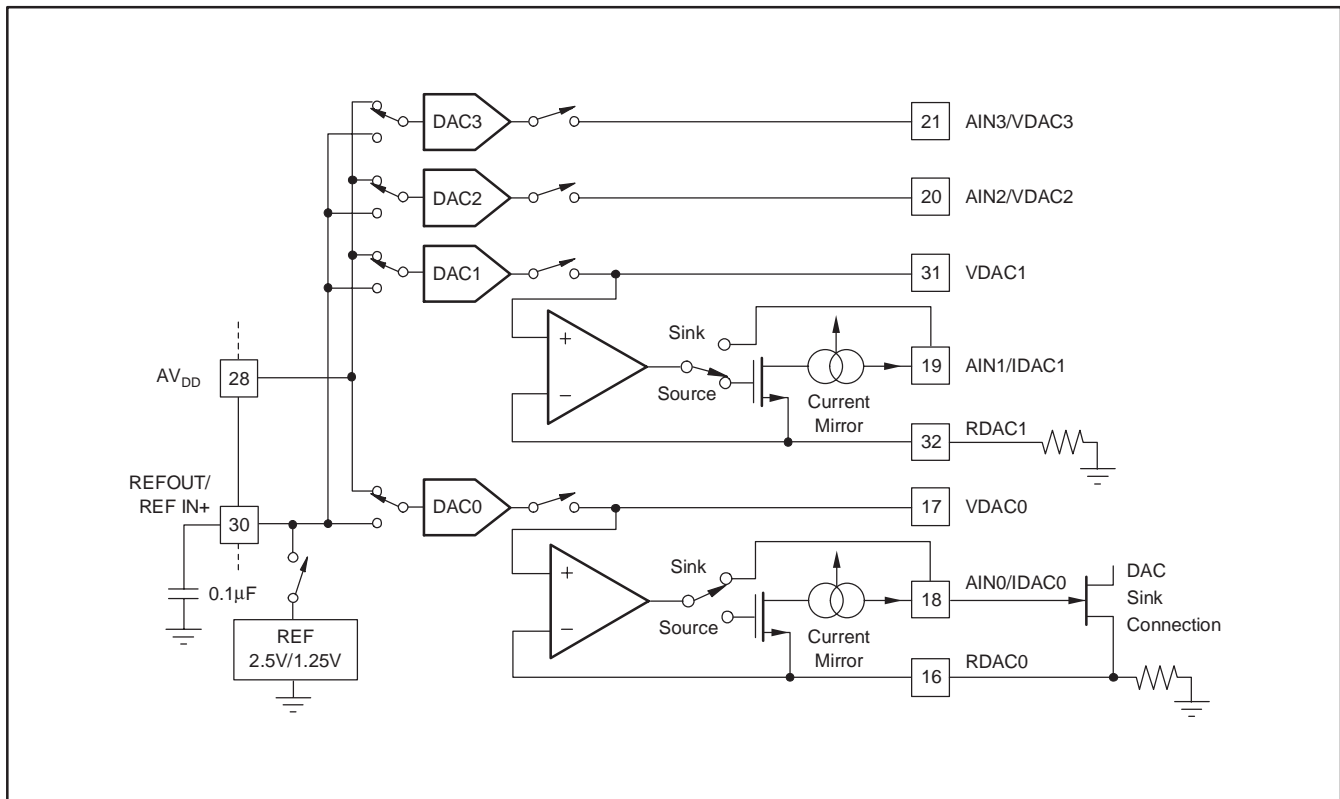 DAC3
21
AIN3/VDAC3
DAC2
20
AIN2/VDAC2
DAC1
31
VDAC1
+
−
Sink
Source
Current
Mirror
19
AIN1/IDAC1
AVDD
28
32
RDAC1
REFOUT/
REF IN+
30
DAC0
17
VDAC0
0.1μF
REF
2.5V/1.25V
+
−
Sink
Source
Current
Mirror
18
AIN0/IDAC0
DAC
Sink
Connection
16
RDAC0